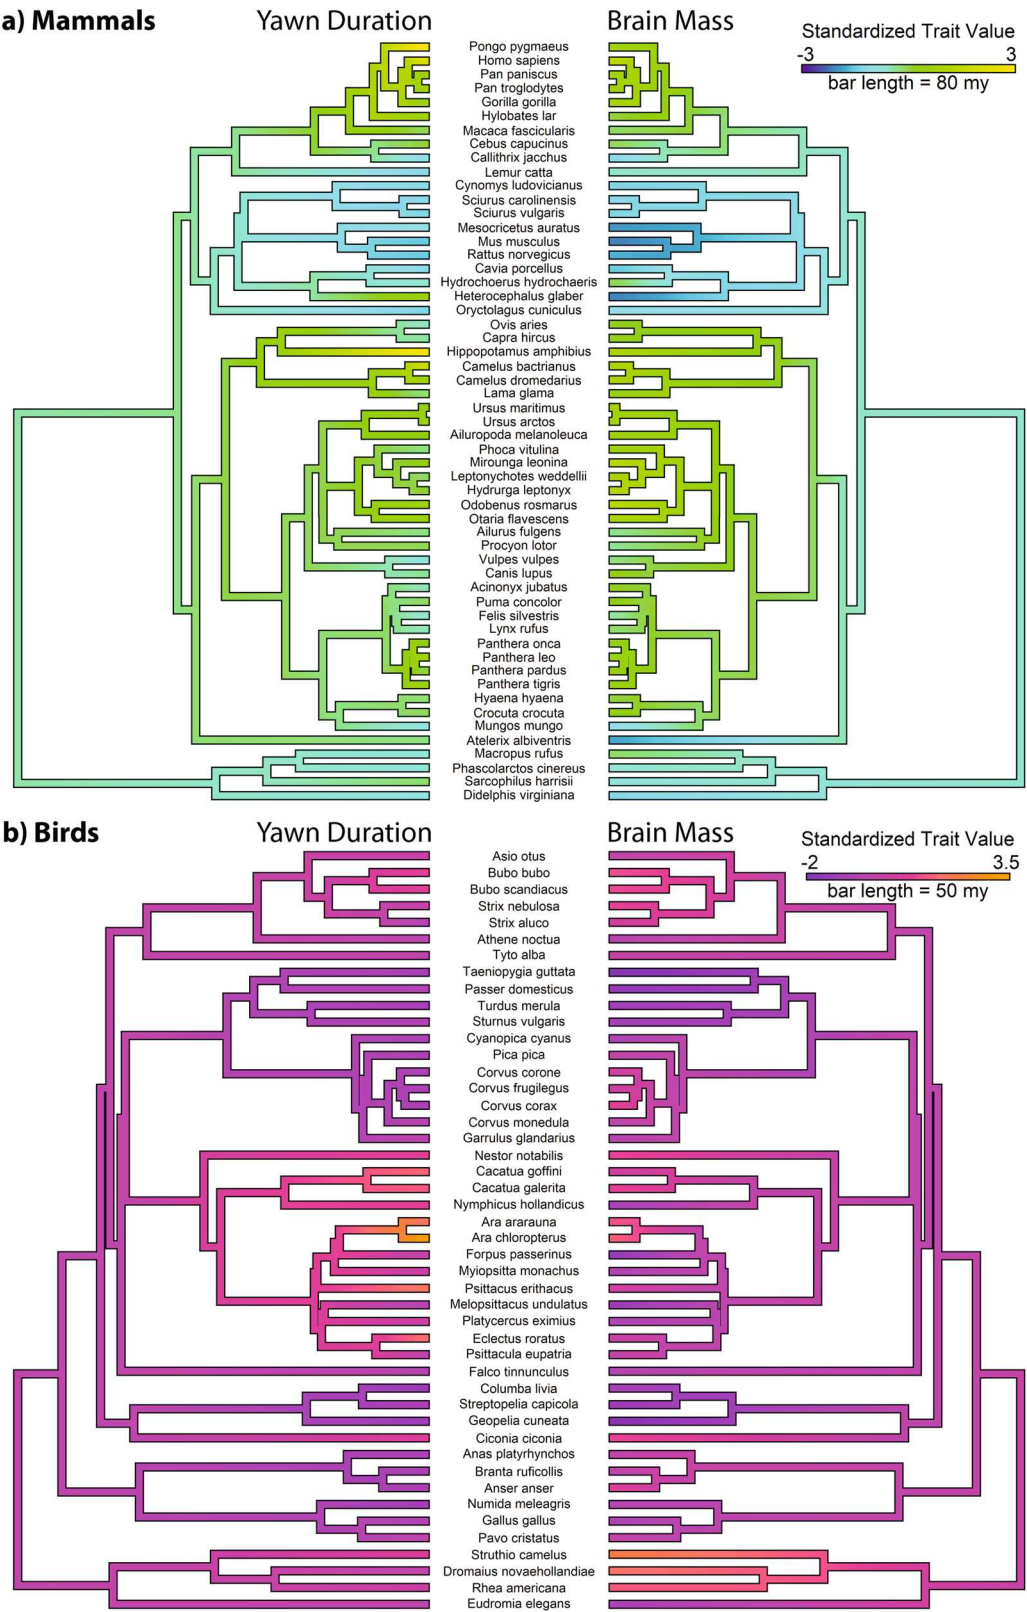 a) Mammals
Yawn Duration
Brain Mass
Standardized Trait Value
-3 3
bar length = 80 my
Pongo pygmaeus
Homo sapiens
Pan paniscus
Pan troglodytes
Gorilla gorilla
Hylobates lar
Macaca fascicularis
Cebus capucinus
Callithrix jacchus
Lemur catta
Cynomys ludovicianus
Sciurus carolinensis
Sciurus vulgaris
Mesocricetus auratus
Mus musculus
Rattus norvegicus
Cavia porcellus
Hydrochoerus hydrochaeris
Heterocephalus glaber
Oryctolagus cuniculus
Ovis aries
Capra hircus
Hippopotamus amphibius
Camelus bactrianus
Camelus dromedarius
Lama glama
Ursus maritimus
Ursus arctos
Ailuropoda melanoleuca
Phoca vitulina
Mirounga leonina
Leptonychotes weddellii
Hydrurga leptonyx
Odobenus rosmarus
Otaria flavescens
Ailurus fulgens
Procyon lotor
Vulpes vulpes
Canis lupus
Acinonyx jubatus
Puma concolor
Felis silvestris
Lynx rufus
Panthera onca
Panthera leo
Panthera pardus
Panthera tigris
Hyaena hyaena
Crocuta crocuta
Mungos mungo
Atelerix albiventris
Macropus rufus
Phascolarctos cinereus
Sarcophilus harrisii
Didelphis virginiana
b) Birds
Yawn Duration
Brain Mass
Standardized Trait Value
-2 3.5
bar length = 50 my
Asio otus
Bubo bubo
Bubo scandiacus
Strix nebulosa
Strix aluco
Athene noctua
Tyto alba
Taeniopygia guttata
Passer domesticus
Turdus merula
Sturnus vulgaris
Cyanopica cyanus
Pica pica
Corvus corone
Corvus frugilegus
Corvus corax
Corvus monedula
Garrulus glandarius
Nestor notabilis
Cacatua goffini
Cacatua galerita
Nymphicus hollandicus
Ara ararauna
Ara chloropterus
Forpus passerinus
Myiopsitta monachus
Psittacus erithacus
Melopsittacus undulatus
Platycercus eximius
Eclectus roratus
Psittacula eupatria
Falco tinnunculus
Columba livia
Streptopelia capicola
Geopelia cuneata
Ciconia ciconia
Anas platyrhynchos
Branta ruficollis
Anser anser
Numida meleagris
Gallus gallus
Pavo cristatus
Struthio camelus
Dromaius novaehollandiae
Rhea americana
Eudromia elegans